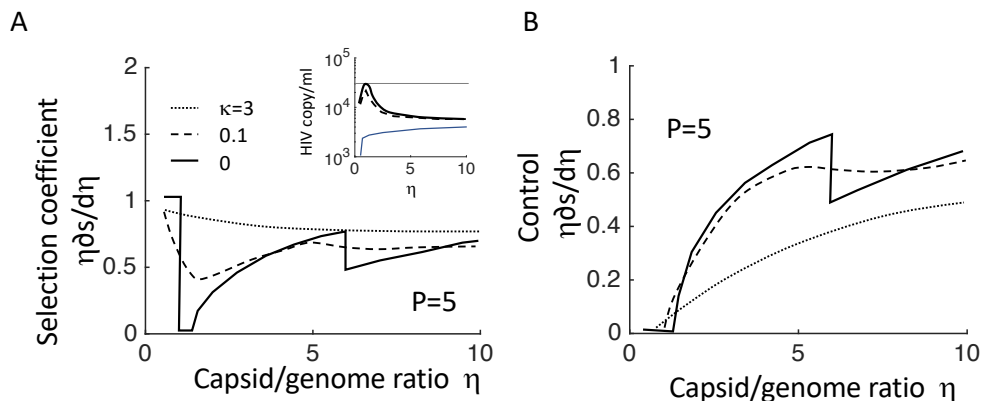 A
Selection coefficient
η∂s/dη
2
1.5
1
0.5
0
κ=3
0.1
0
HIV copy/ml
10^5
10^4
10^3
0 5 10
η
P=5
0 5 10
Capsid/genome ratio η
B
Control
η∂s/dη
1
0.8
0.6
0.4
0.2
0
P=5
0 5 10
Capsid/genome ratio η